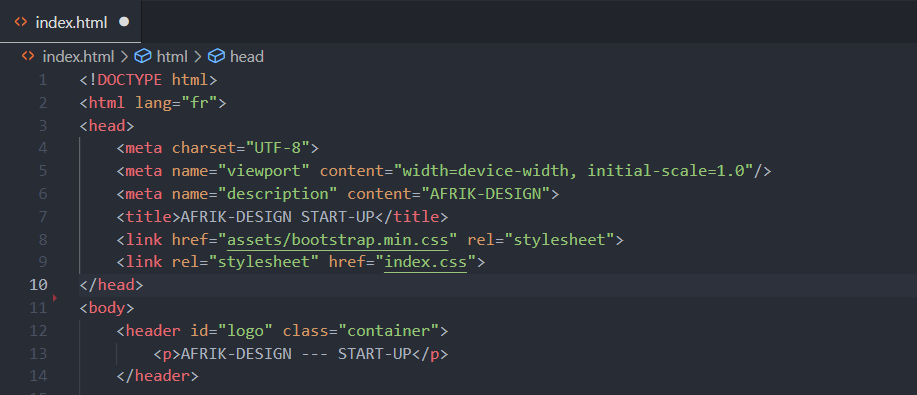 index.html
index.html > html > head
1 <!DOCTYPE html>
2 <html lang="fr">
3 <head>
4 <meta charset="UTF-8">
5 <meta name="viewport" content="width=device-width, initial-scale=1.0"/>
6 <meta name="description" content="AFRIK-DESIGN">
7 <title>AFRIK-DESIGN START-UP</title>
8 <link href="assets/bootstrap.min.css" rel="stylesheet">
9 <link rel="stylesheet" href="index.css">
10 </head>
11 <body>
12 <header id="logo" class="container">
13 <p>AFRIK-DESIGN --- START-UP</p>
14 </header>